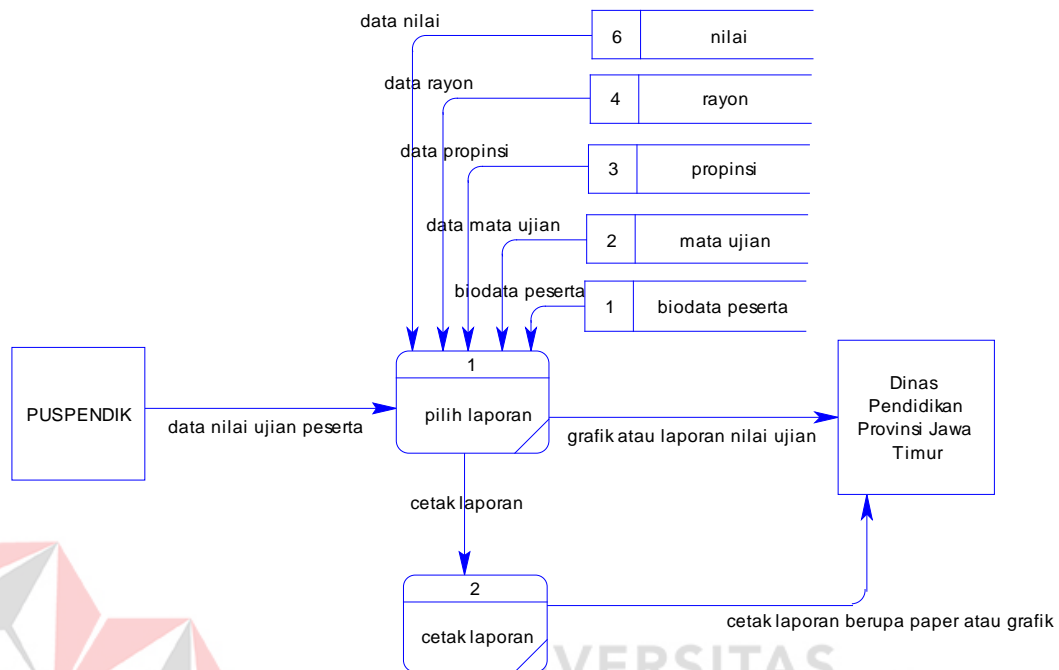 data nilai
6 nilai
data rayon
4 rayon
data propinsi
3 propinsi
data mata ujian
2 mata ujian
biodata peserta
1 biodata peserta
1
pilih laporan
PUSPENDIK
data nilai ujian peserta
grafik atau laporan nilai ujian
Dinas
Pendidikan
Provinsi Jawa
Timur
cetak laporan
2
cetak laporan
cetak laporan berupa paper atau grafik
VERSITAS